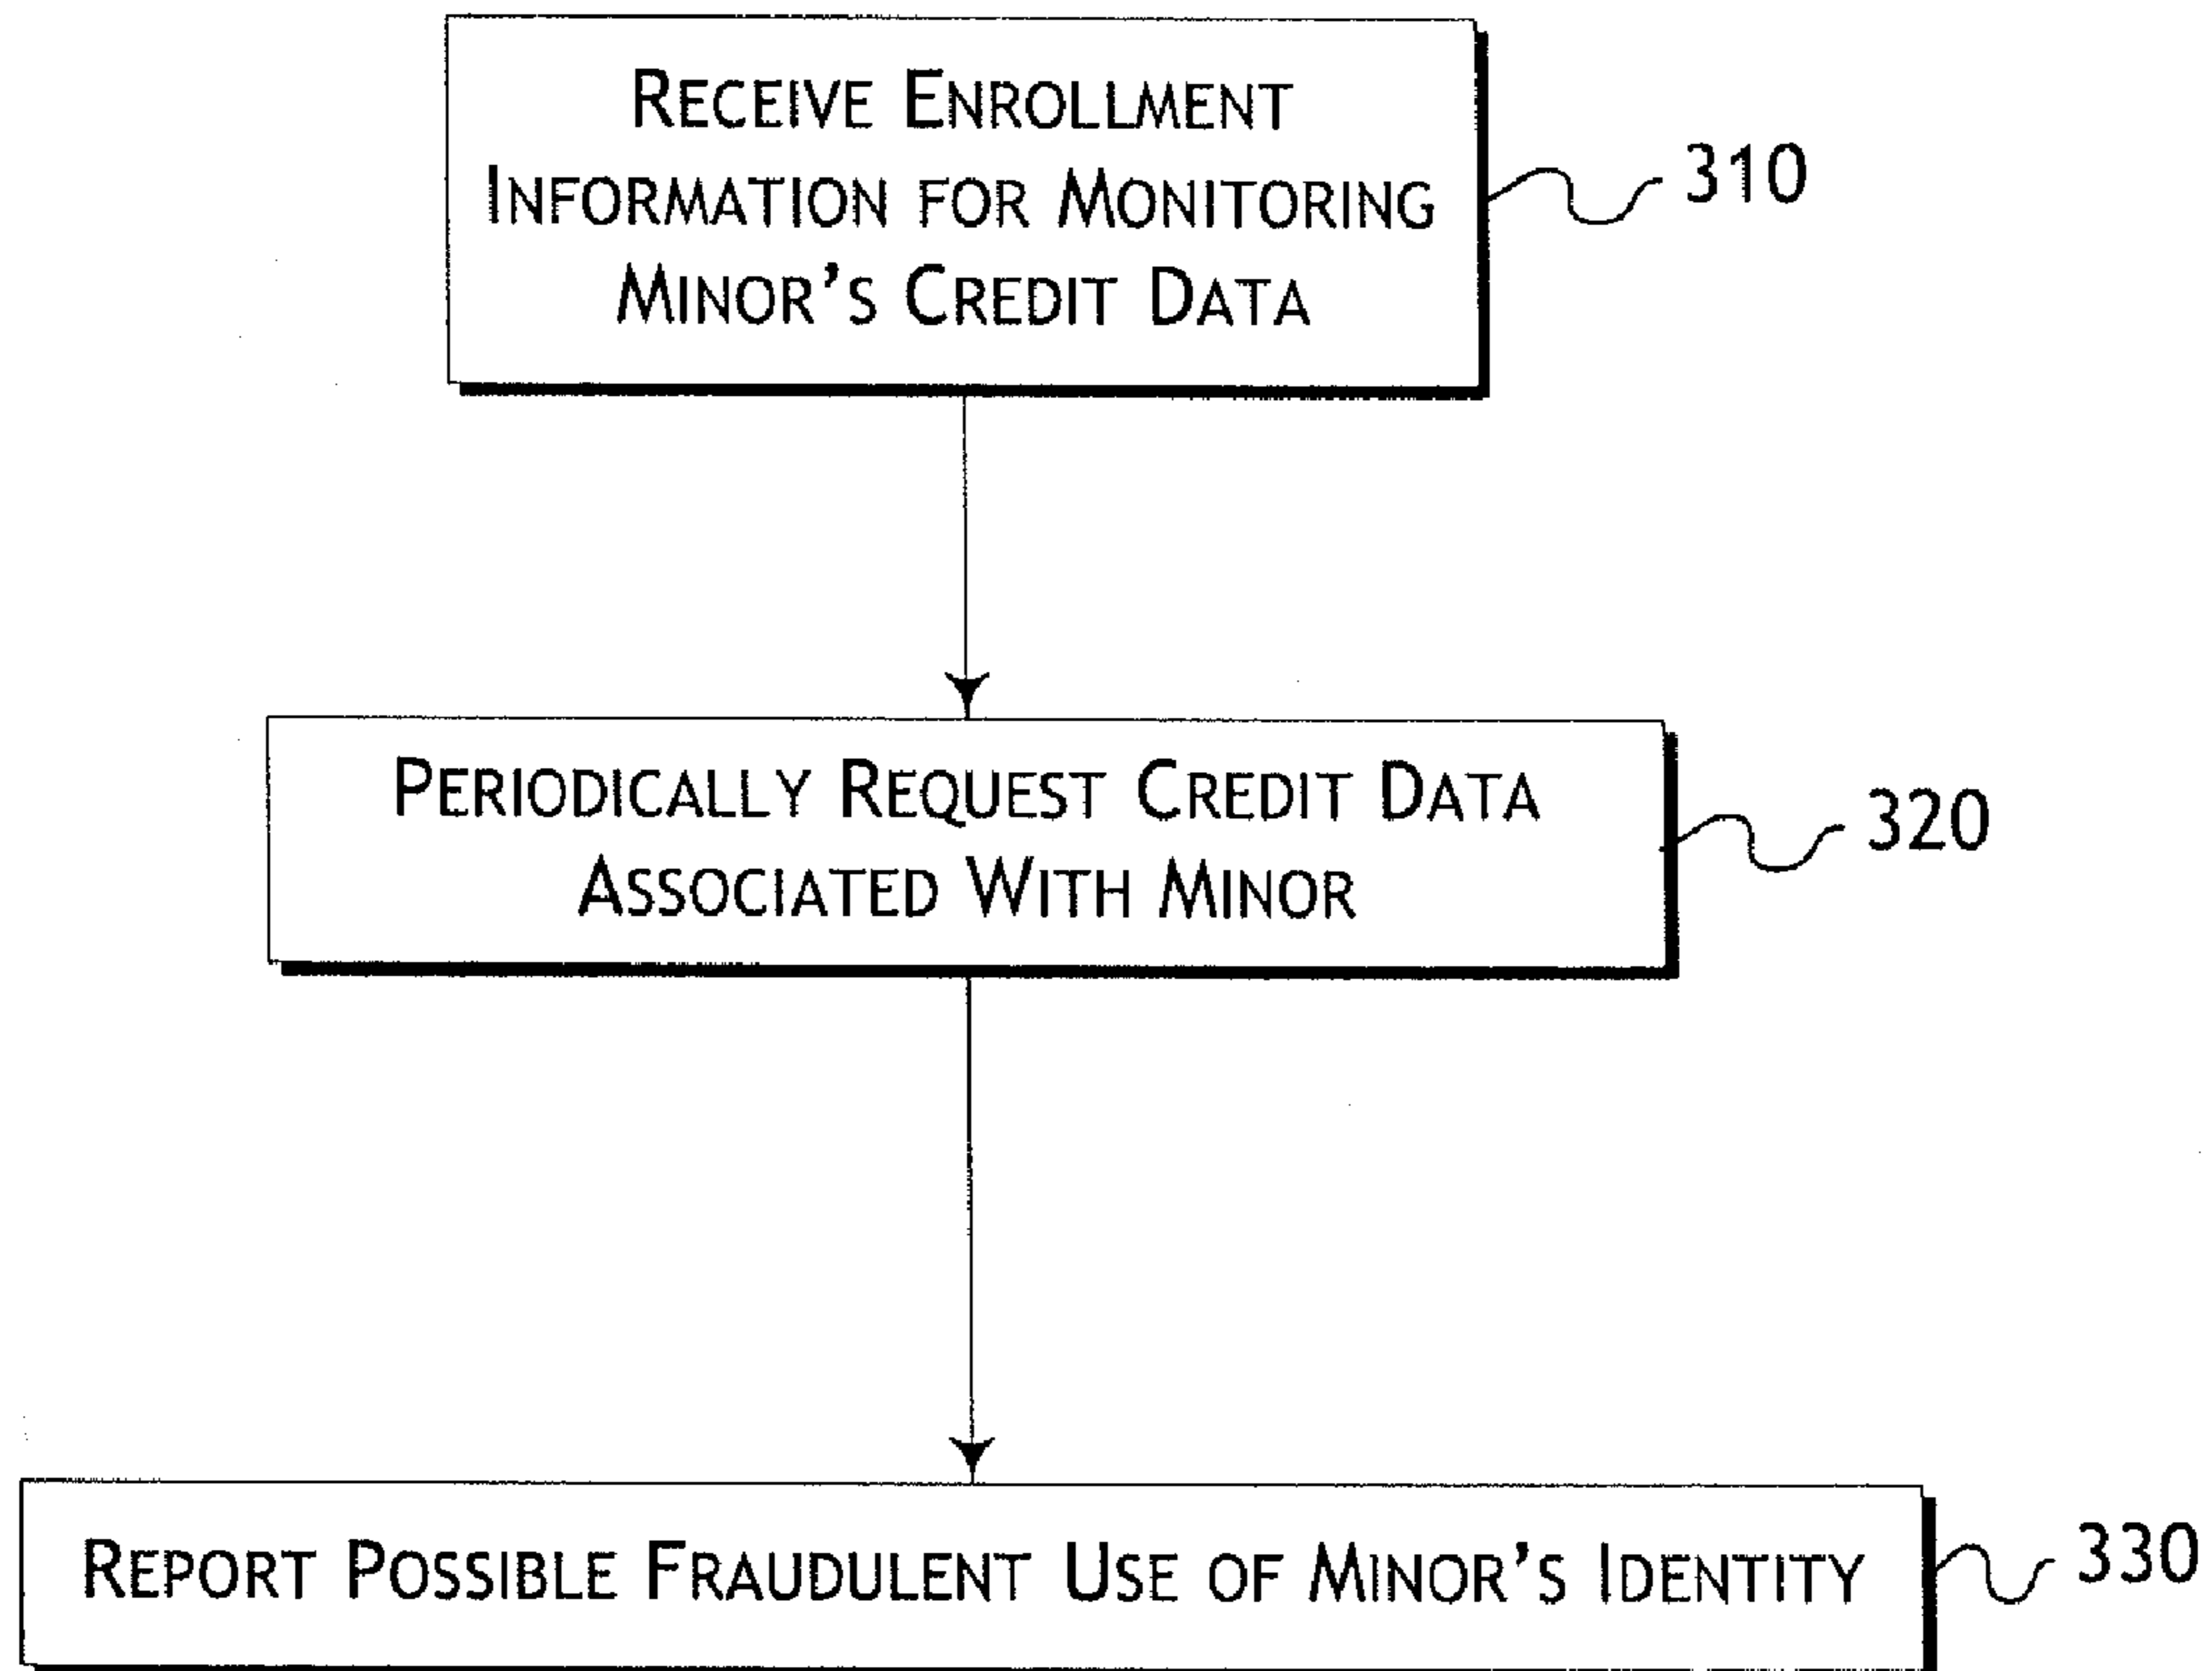 RECEIVE ENROLLMENT
INFORMATION FOR MONITORING
MINOR'S CREDIT DATA
310
PERIODICALLY REQUEST CREDIT DATA
ASSOCIATED WITH MINOR
320
REPORT POSSIBLE FRAUDULENT USE OF MINOR'S IDENTITY
330